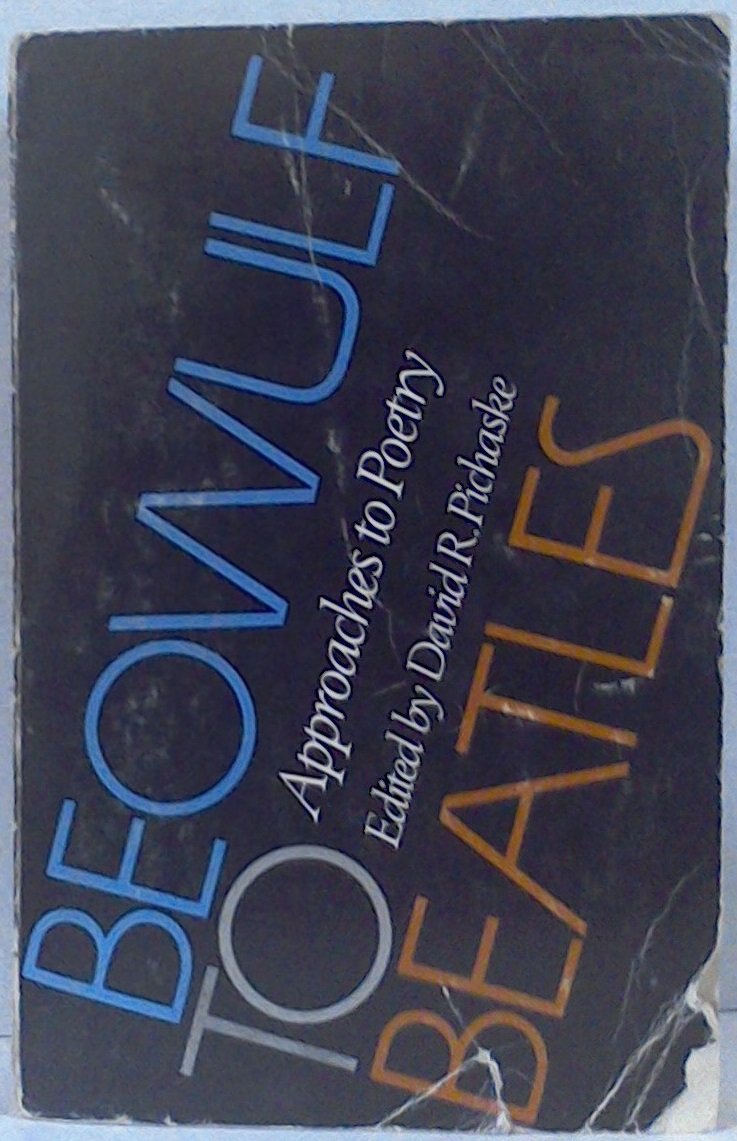 BEOWULF
TO
Approaches to Poetry
Edited by David R. Pichaske
BEATLES